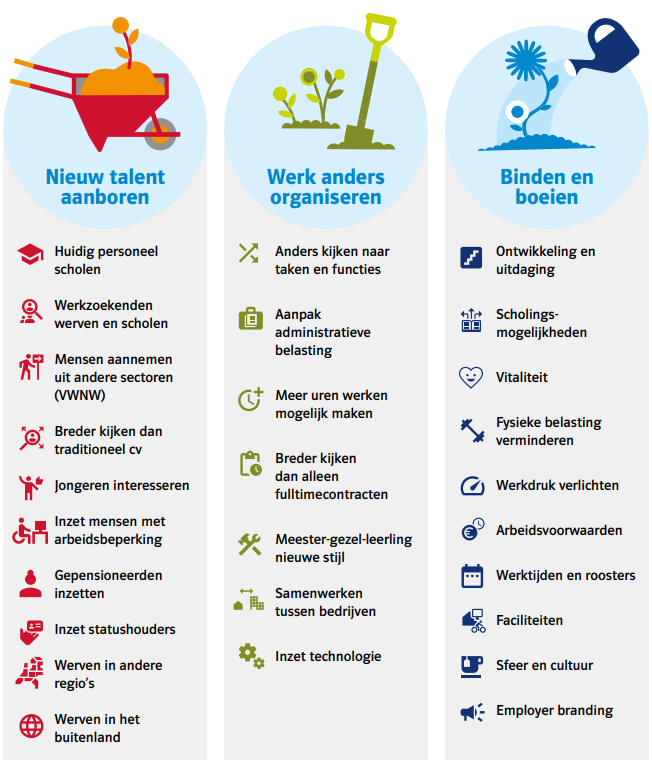 Nieuw talent
aanboren
Huidig personeel
scholen
Werkzoekenden
werven en scholen
Mensen aannemen
uit andere sectoren
(VWNW)
Breder kijken dan
traditioneel cv
Jongeren interesseren
Inzet mensen met
arbeidsbeperking
Gepensioneerden
inzetten
Inzet statushouders
Werven in andere
regio's
Werven in het
buitenland
Werk anders
organiseren
Anders kijken naar
taken en functies
Aanpak
administratieve
belasting
Meer uren werken
mogelijk maken
Breder kijken
dan alleen
fulltimecontracten
Meester-gezel-leerling
nieuwe stijl
Samenwerken
tussen bedrijven
Inzet technologie
Binden en
boeien
Ontwikkeling en
uitdaging
Scholings-
mogelijkheden
Vitaliteit
Fysieke belasting
verminderen
Werkdruk verlichten
Arbeidsvoorwaarden
Werktijden en roosters
Faciliteiten
Sfeer en cultuur
Employer branding